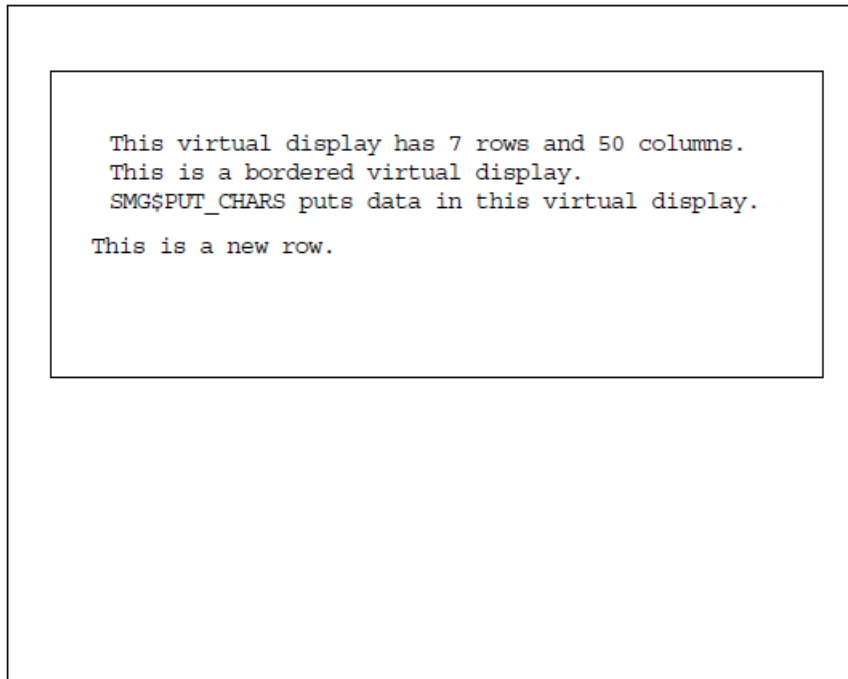 This virtual display has 7 rows and 50 columns.
This is a bordered virtual display.
SMG$PUT_CHARS puts data in this virtual display.
This is a new row.